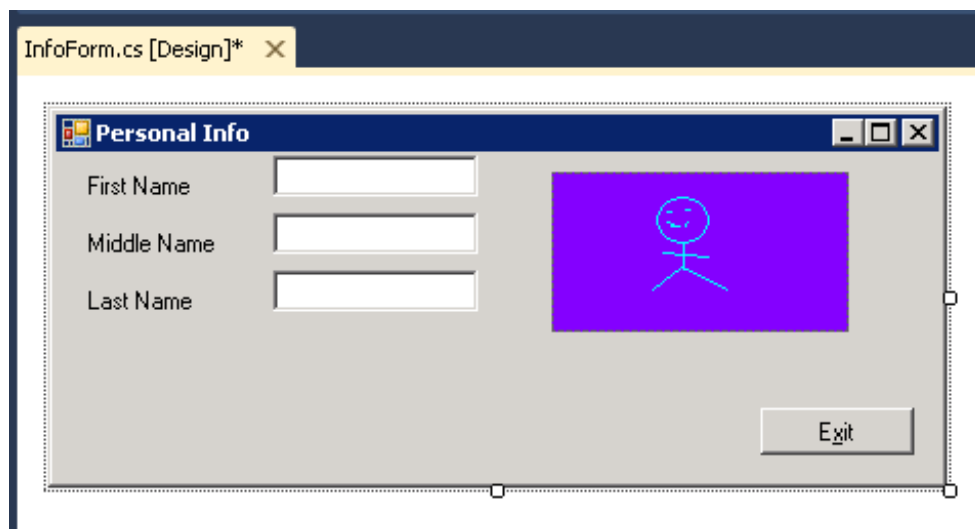 InfoForm.cs [Design]*
Personal Info
First Name
Middle Name
Last Name
Exit